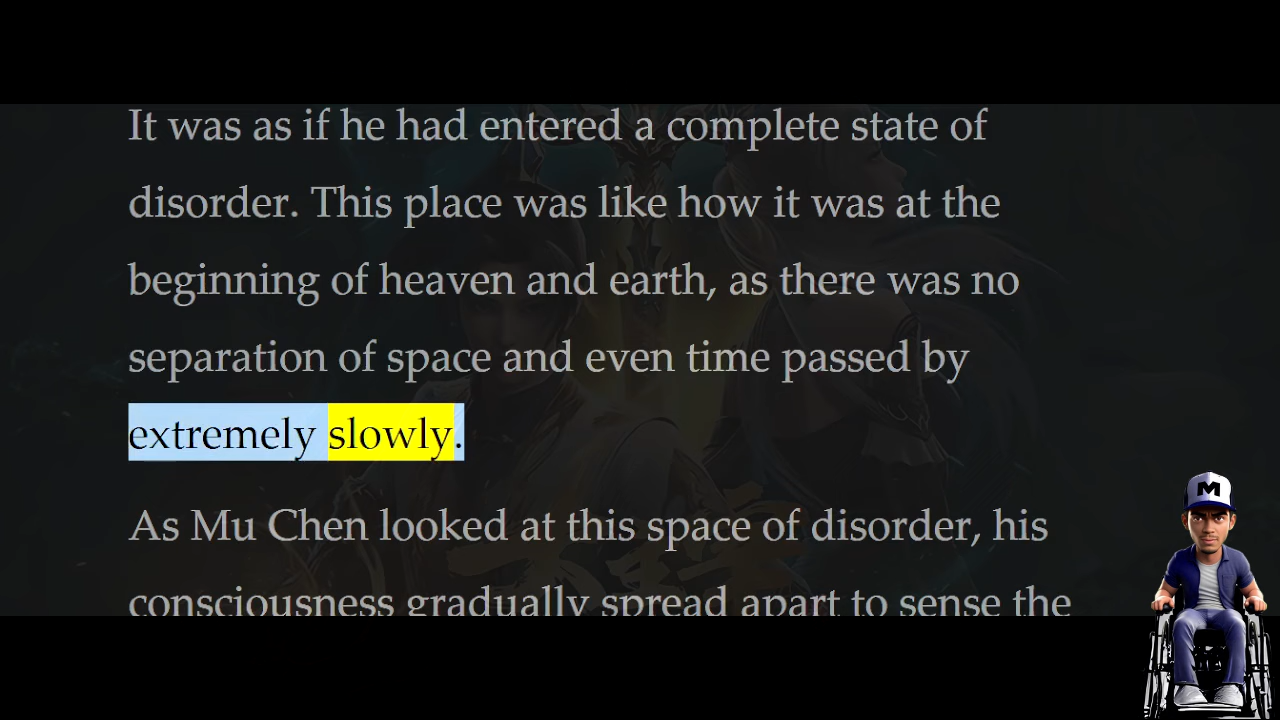 It was as if he had entered a complete state of
disorder. This place was like how it was at the
beginning of heaven and earth, as there was no
separation of space and even time passed by
extremely slowly.
As Mu Chen looked at this space of disorder, his
consciousness gradually spread apart to sense the
M
M